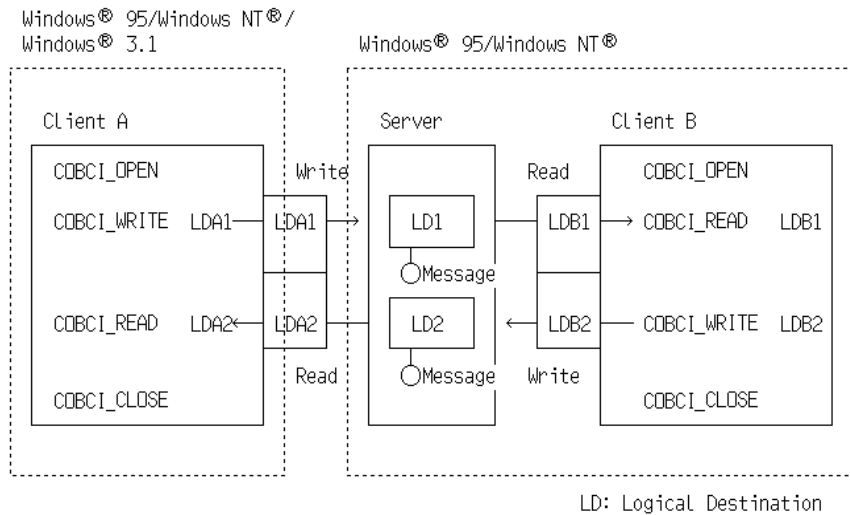 Windows® 95/Windows NT®/
Windows® 3.1
Windows® 95/Windows NT®
Client A
Server
Client B
COBCI_OPEN
Write
Read
COBCI_OPEN
COBCI_WRITE LDA1
LDA1
LD1
LDB1
COBCI_READ LDB1
Message
COBCI_READ LDA2
LDA2
LD2
LDB2
COBCI_WRITE LDB2
Read
Message
Write
COBCI_CLOSE
COBCI_CLOSE
LD: Logical Destination